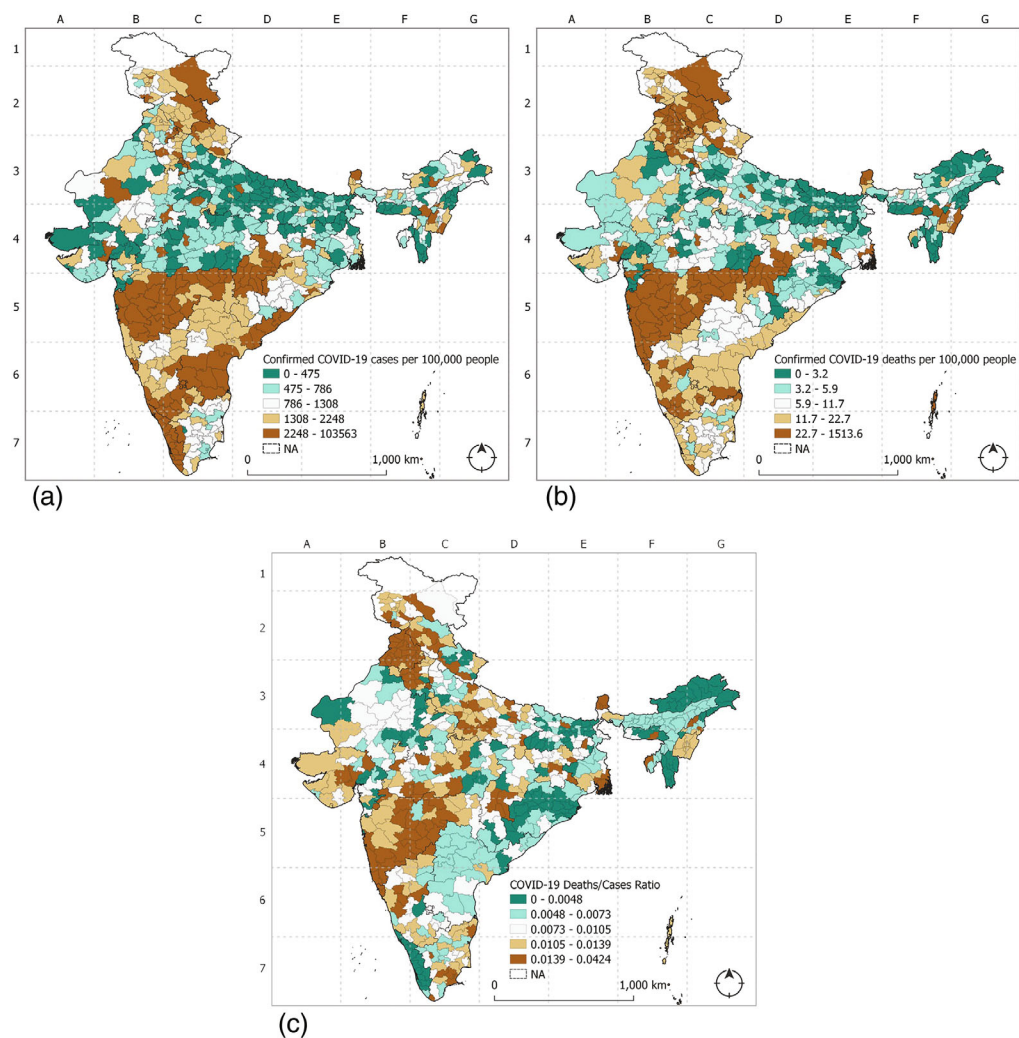 A B C D E F G
1
2
3
4
5
6
7
Confirmed COVID-19 cases per 100,000 people
0 - 475
475 - 786
786 - 1308
1308 - 2248
2248 - 103563
NA
0 1,000 km
(a)
A B C D E F G
1
2
3
4
5
6
7
Confirmed COVID-19 deaths per 100,000 people
0 - 3.2
3.2 - 5.9
5.9 - 11.7
11.7 - 22.7
22.7 - 1513.6
NA
0 1,000 km
(b)
A B C D E F G
1
2
3
4
5
6
7
COVID-19 Deaths/Cases Ratio
0 - 0.0048
0.0048 - 0.0073
0.0073 - 0.0105
0.0105 - 0.0139
0.0139 - 0.0424
NA
0 1,000 km
(c)